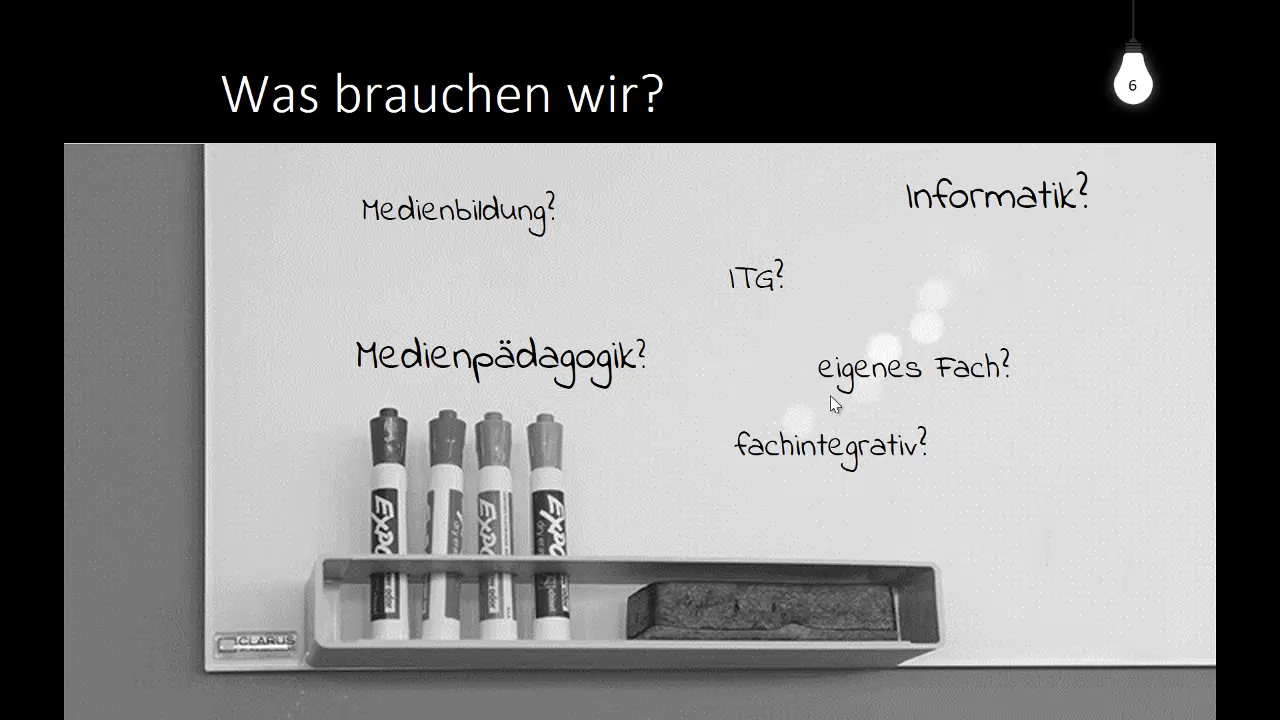 Was brauchen wir?
6
Medienbildung?
Informatik?
ITG?
Medienpädagogik?
eigenes Fach?
fachintegrativ?
EXPO
EXPO
EXPO
CLARUS